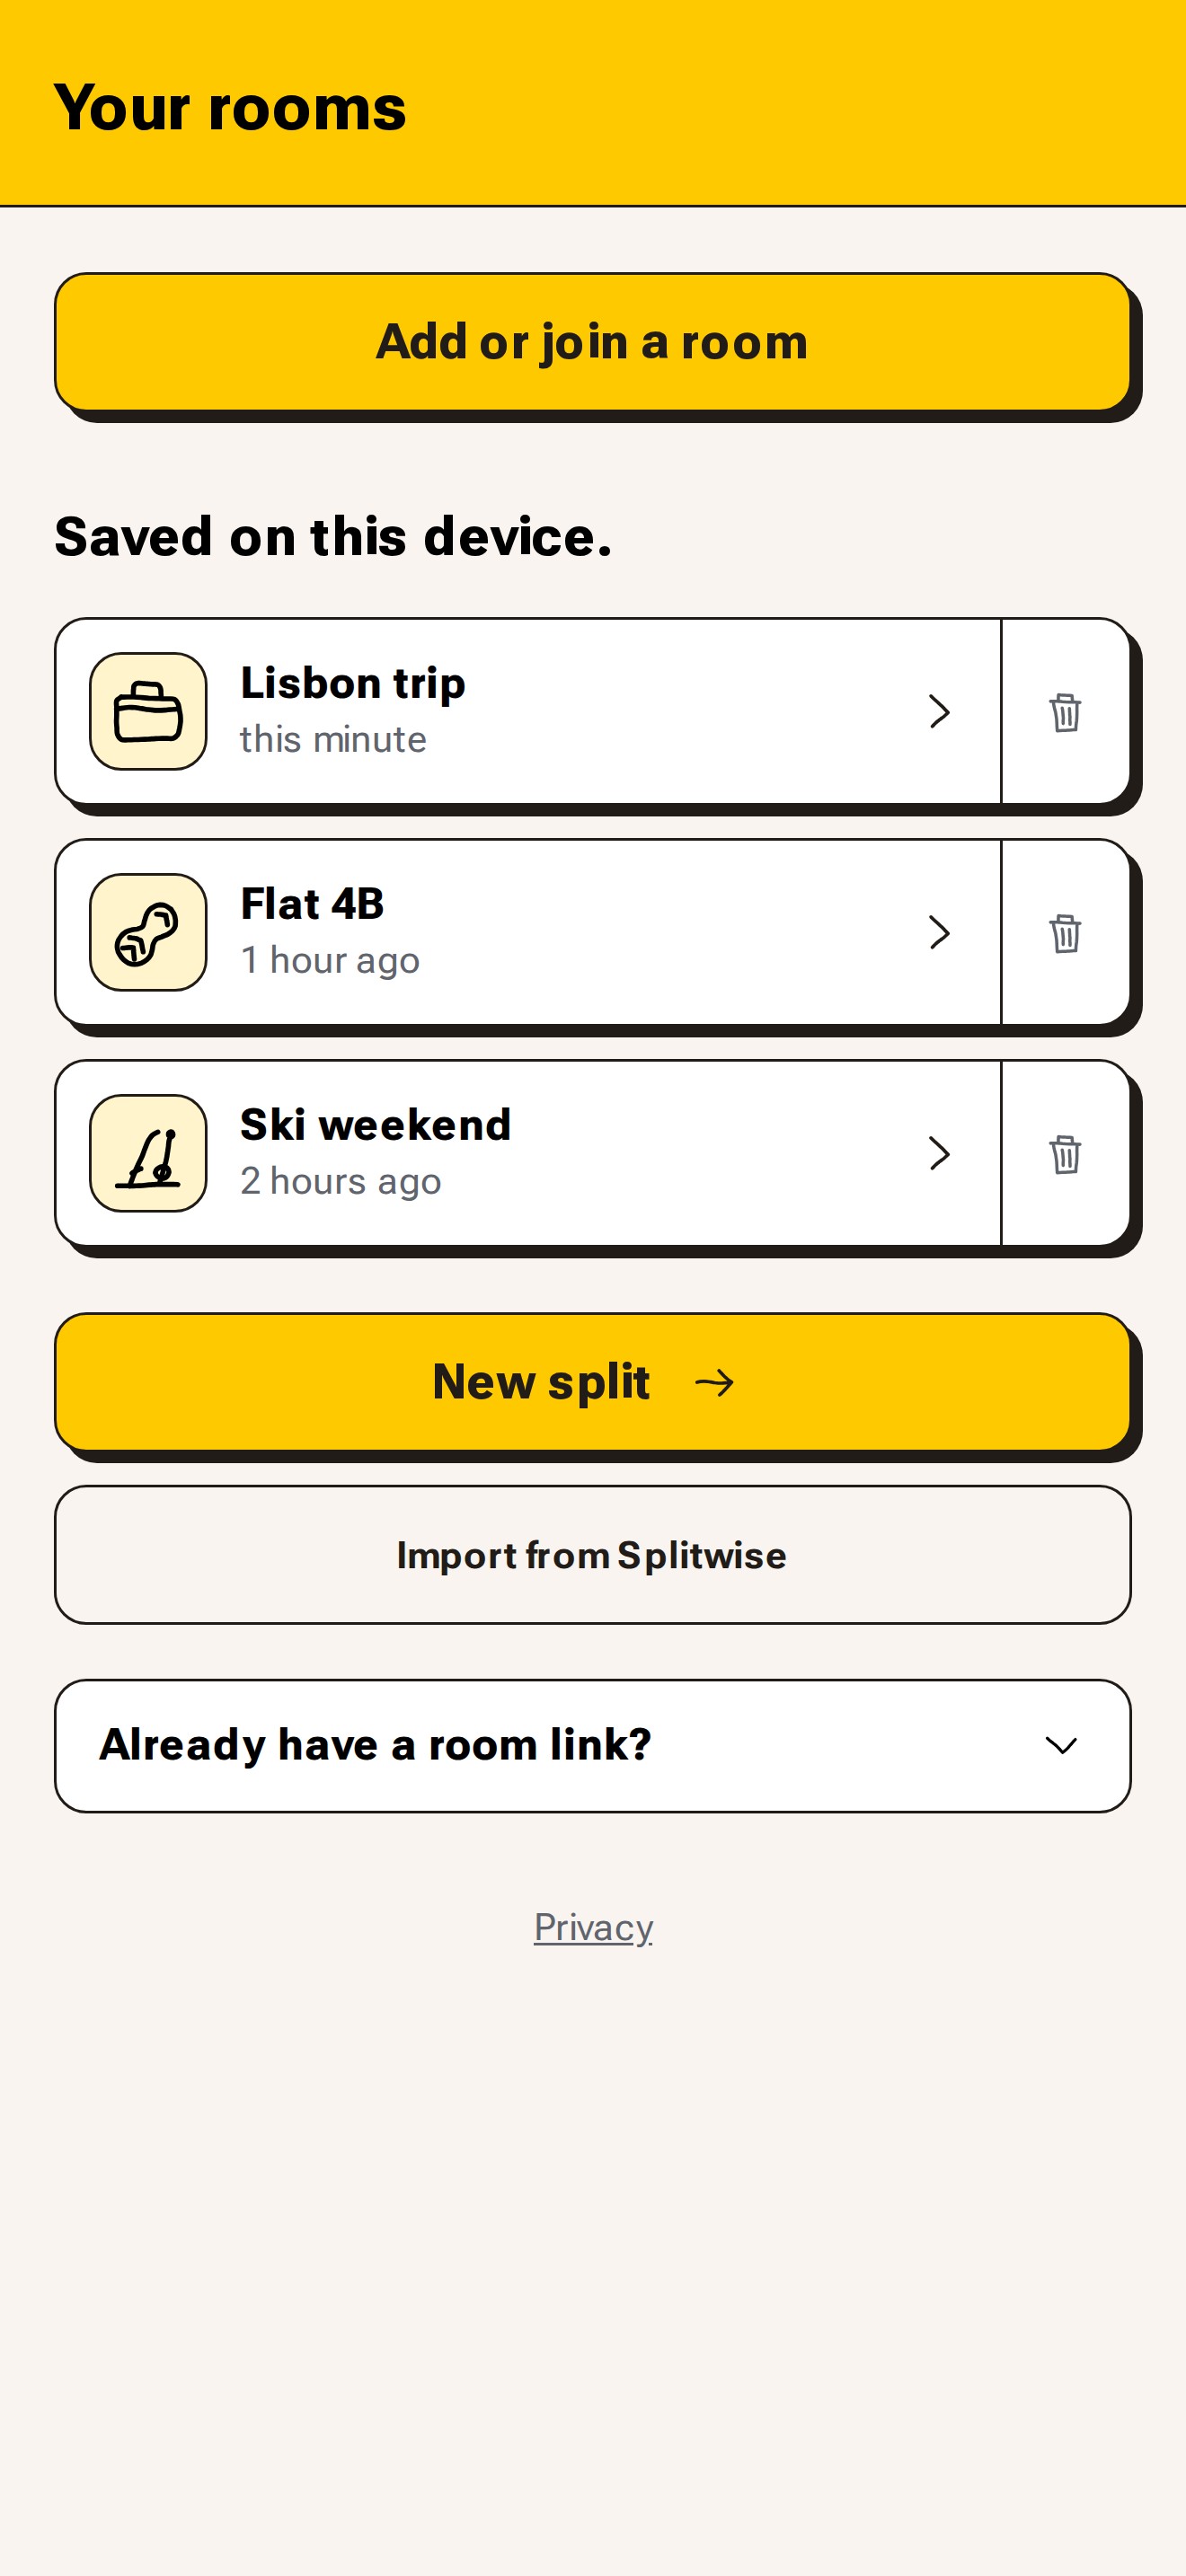 Your rooms
Add or join a room
Saved on this device.
Lisbon trip
this minute
Flat 4B
1 hour ago
Ski weekend
2 hours ago
New split
Import from Splitwise
Already have a room link?
Privacy